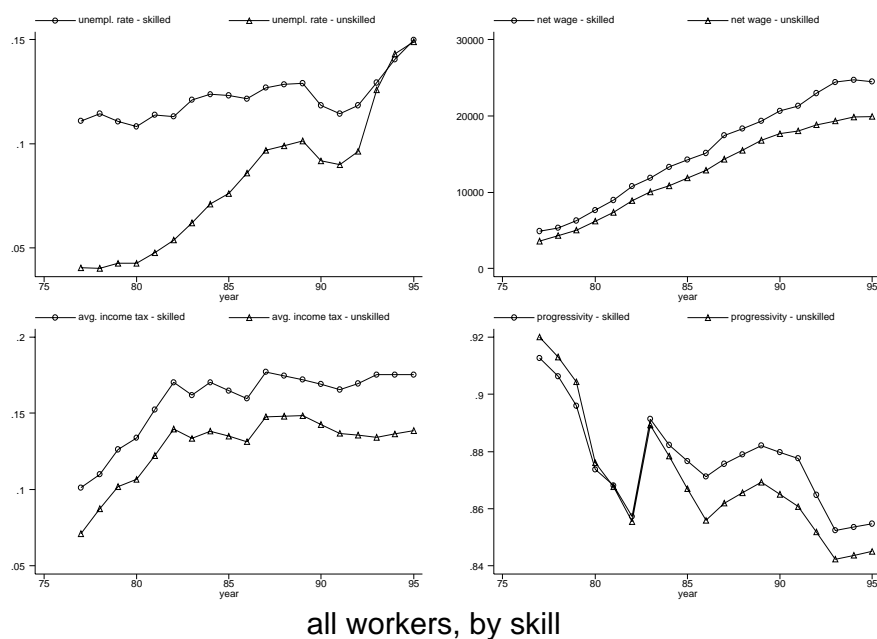 unempl. rate - skilled unempl. rate - unskilled
.15
.1
.05
75 80 85 90 95
year
net wage - skilled net wage - unskilled
30000
20000
10000
0
75 80 85 90 95
year
avg. income tax - skilled avg. income tax - unskilled
.2
.15
.1
.05
75 80 85 90 95
year
progressivity - skilled progressivity - unskilled
.92
.9
.88
.86
.84
75 80 85 90 95
year
all workers, by skill